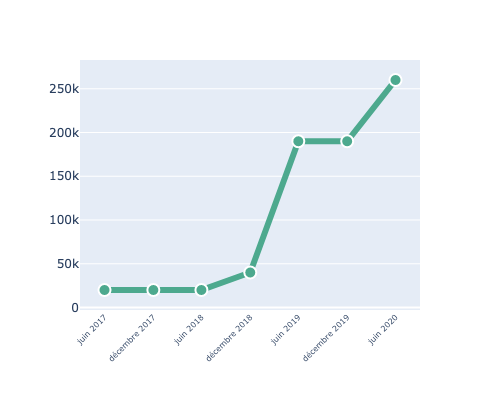 250k
200k
150k
100k
50k
0
juin 2017
décembre 2017
juin 2018
décembre 2018
juin 2019
décembre 2019
juin 2020